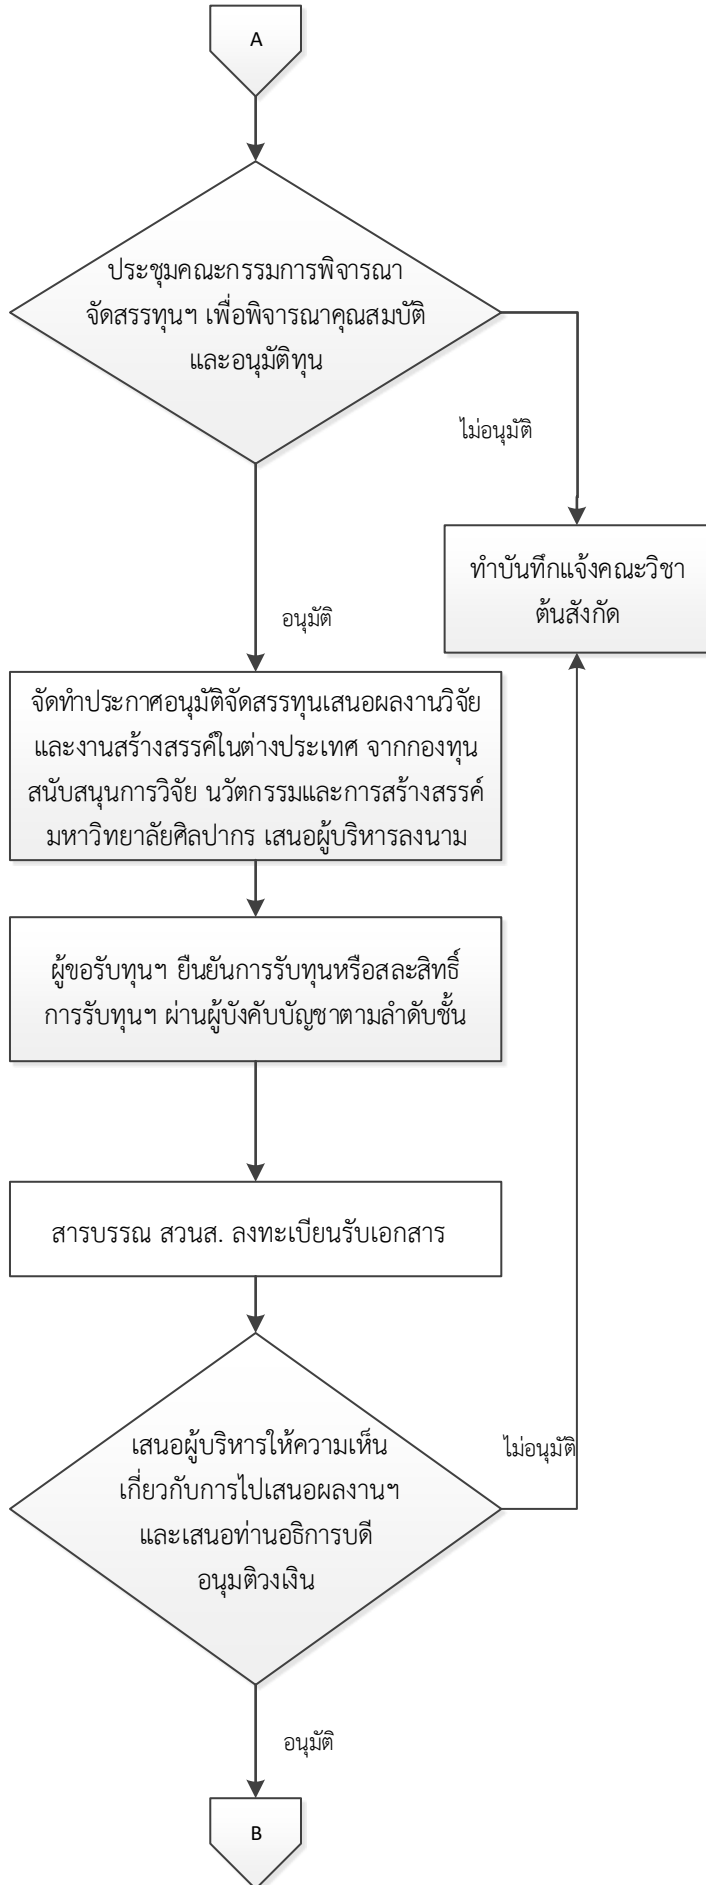 A
ประชุมคณะกรรมการพิจารณา
จัดสรรทุนฯ เพื่อพิจารณาคุณสมบัติ
และอนุมัติทุน
ไม่อนุมัติ
ทำบันทึกแจ้งคณะวิชา
ต้นสังกัด
อนุมัติ
จัดทำประกาศอนุมัติจัดสรรทุนเสนอผลงานวิจัย
และงานสร้างสรรค์ในต่างประเทศ จากกองทุน
สนับสนุนการวิจัย นวัตกรรมและการสร้างสรรค์
มหาวิทยาลัยศิลปากร เสนอผู้บริหารลงนาม
ผู้ขอรับทุนฯ ยืนยันการรับทุนหรือสละสิทธิ์
การรับทุนฯ ผ่านผู้บังคับบัญชาตามลำดับชั้น
สารบรรณ สวนส. ลงทะเบียนรับเอกสาร
เสนอผู้บริหารให้ความเห็น
เกี่ยวกับการไปเสนอผลงานฯ
และเสนอท่านอธิการบดี
อนุมติวงเงิน
ไม่อนุมัติ
อนุมัติ
B